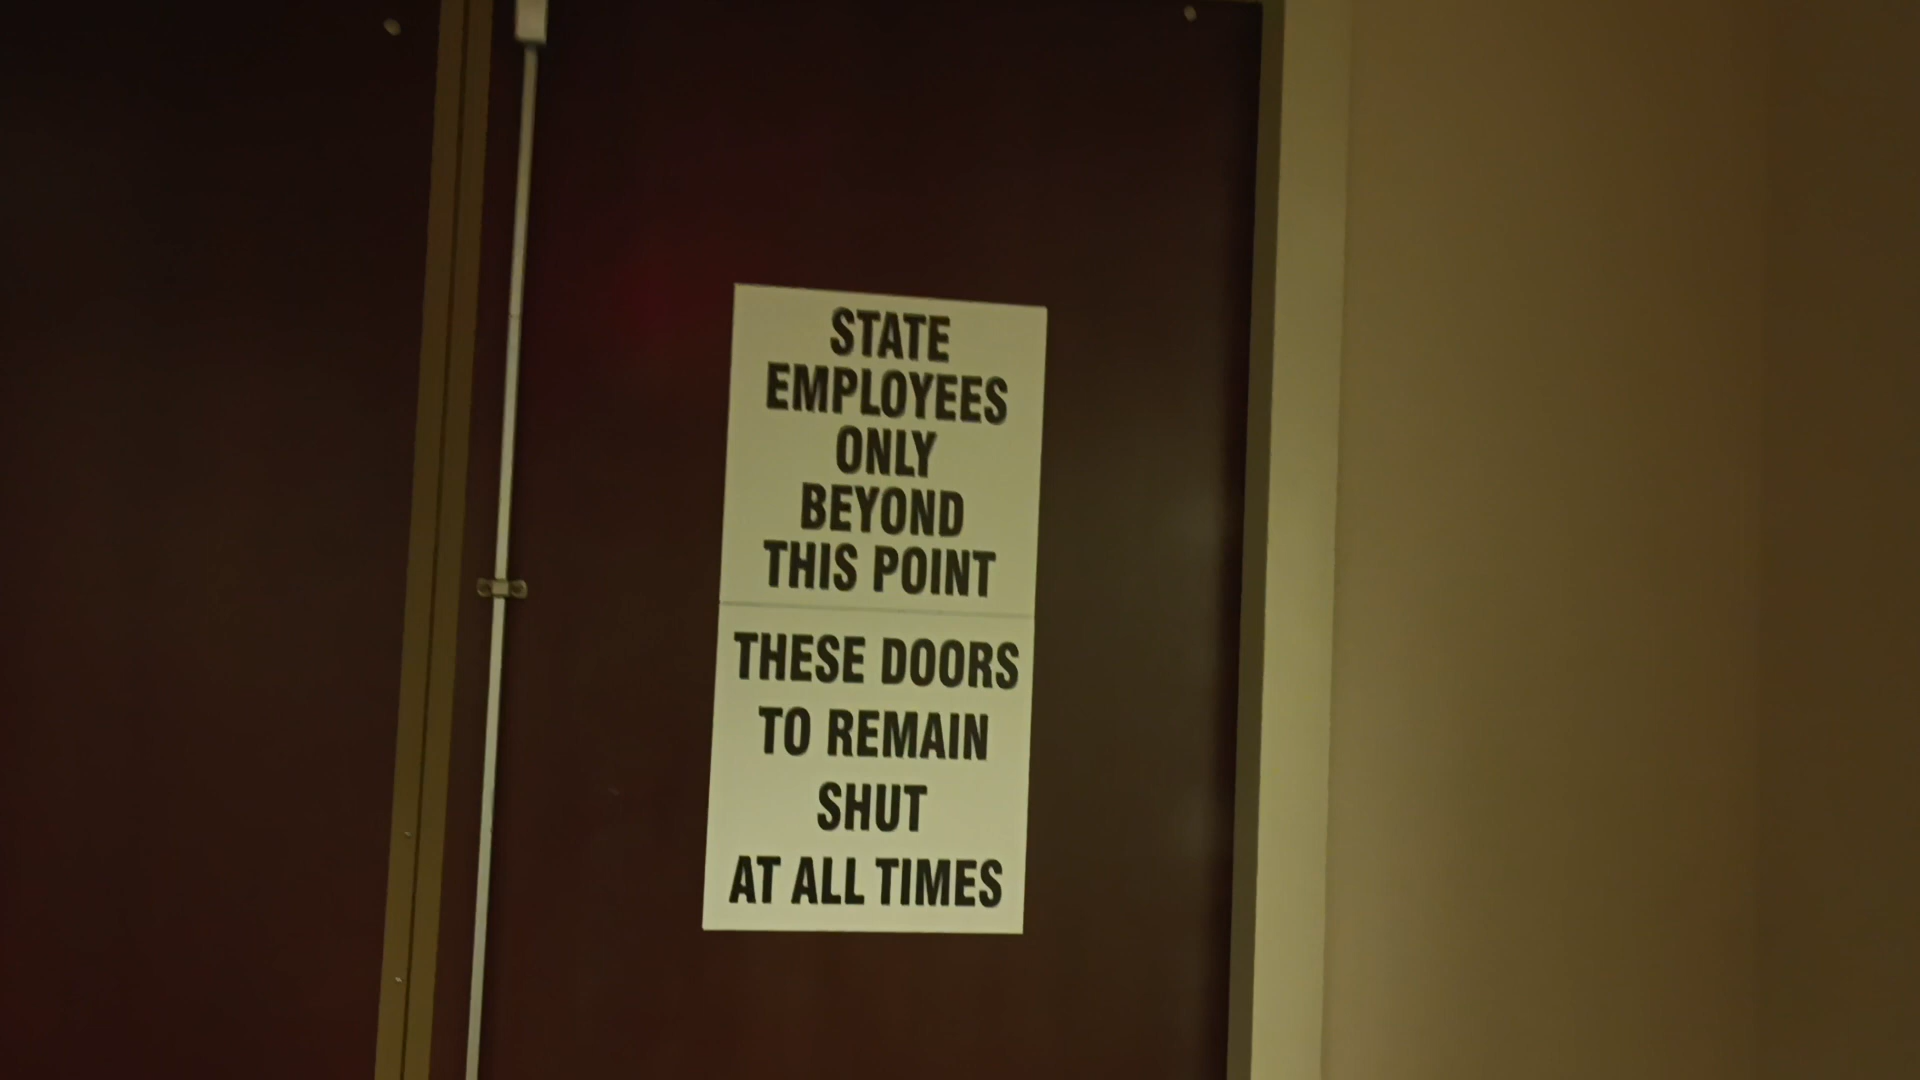 STATE
EMPLOYEES
ONLY
BEYOND
THIS POINT
THESE DOORS
TO REMAIN
SHUT
AT ALL TIMES